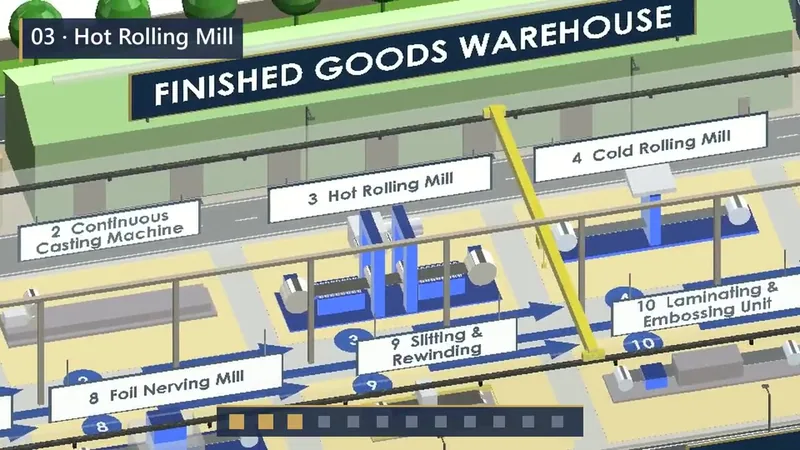 03 · Hot Rolling Mill
FINISHED GOODS WAREHOUSE
4 Cold Rolling Mill
3 Hot Rolling Mill
2 Continuous
Casting Machine
10 Laminating &
Embossing Unit
9 Slitting &
Rewinding
8 Foil Nerving Mill
3
10
9
8